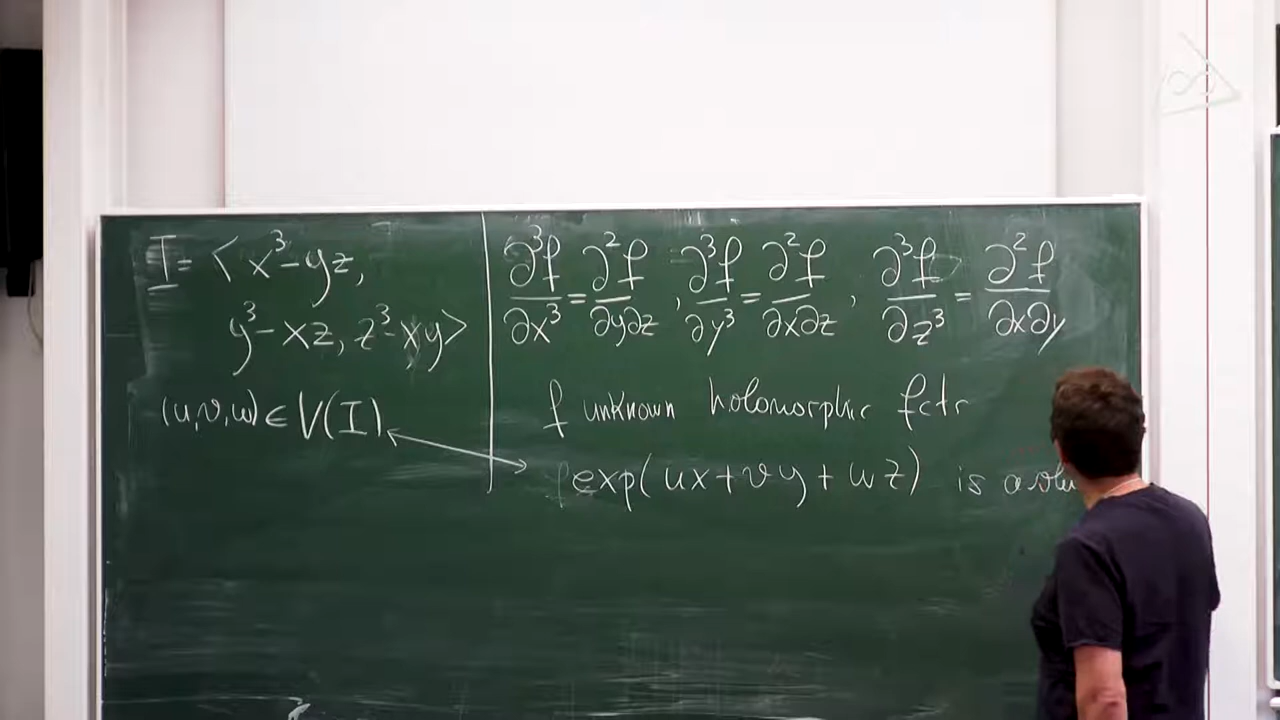 I = < x³ - yz,
y³ - xz, z³ - xy >
(u,v,w) ∈ V(I)
∂³f/∂x³ = ∂²f/∂y∂z , ∂³f/∂y³ = ∂²f/∂x∂z , ∂³f/∂z³ = ∂²f/∂x∂y
f unknown holomorphic fctn
exp( ux + vy + wz ) is a